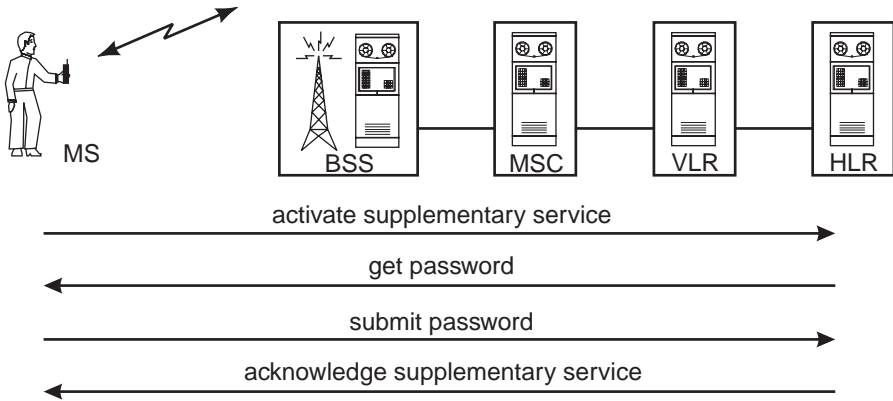 MS
BSS
MSC
VLR
HLR
activate supplementary service
get password
submit password
acknowledge supplementary service